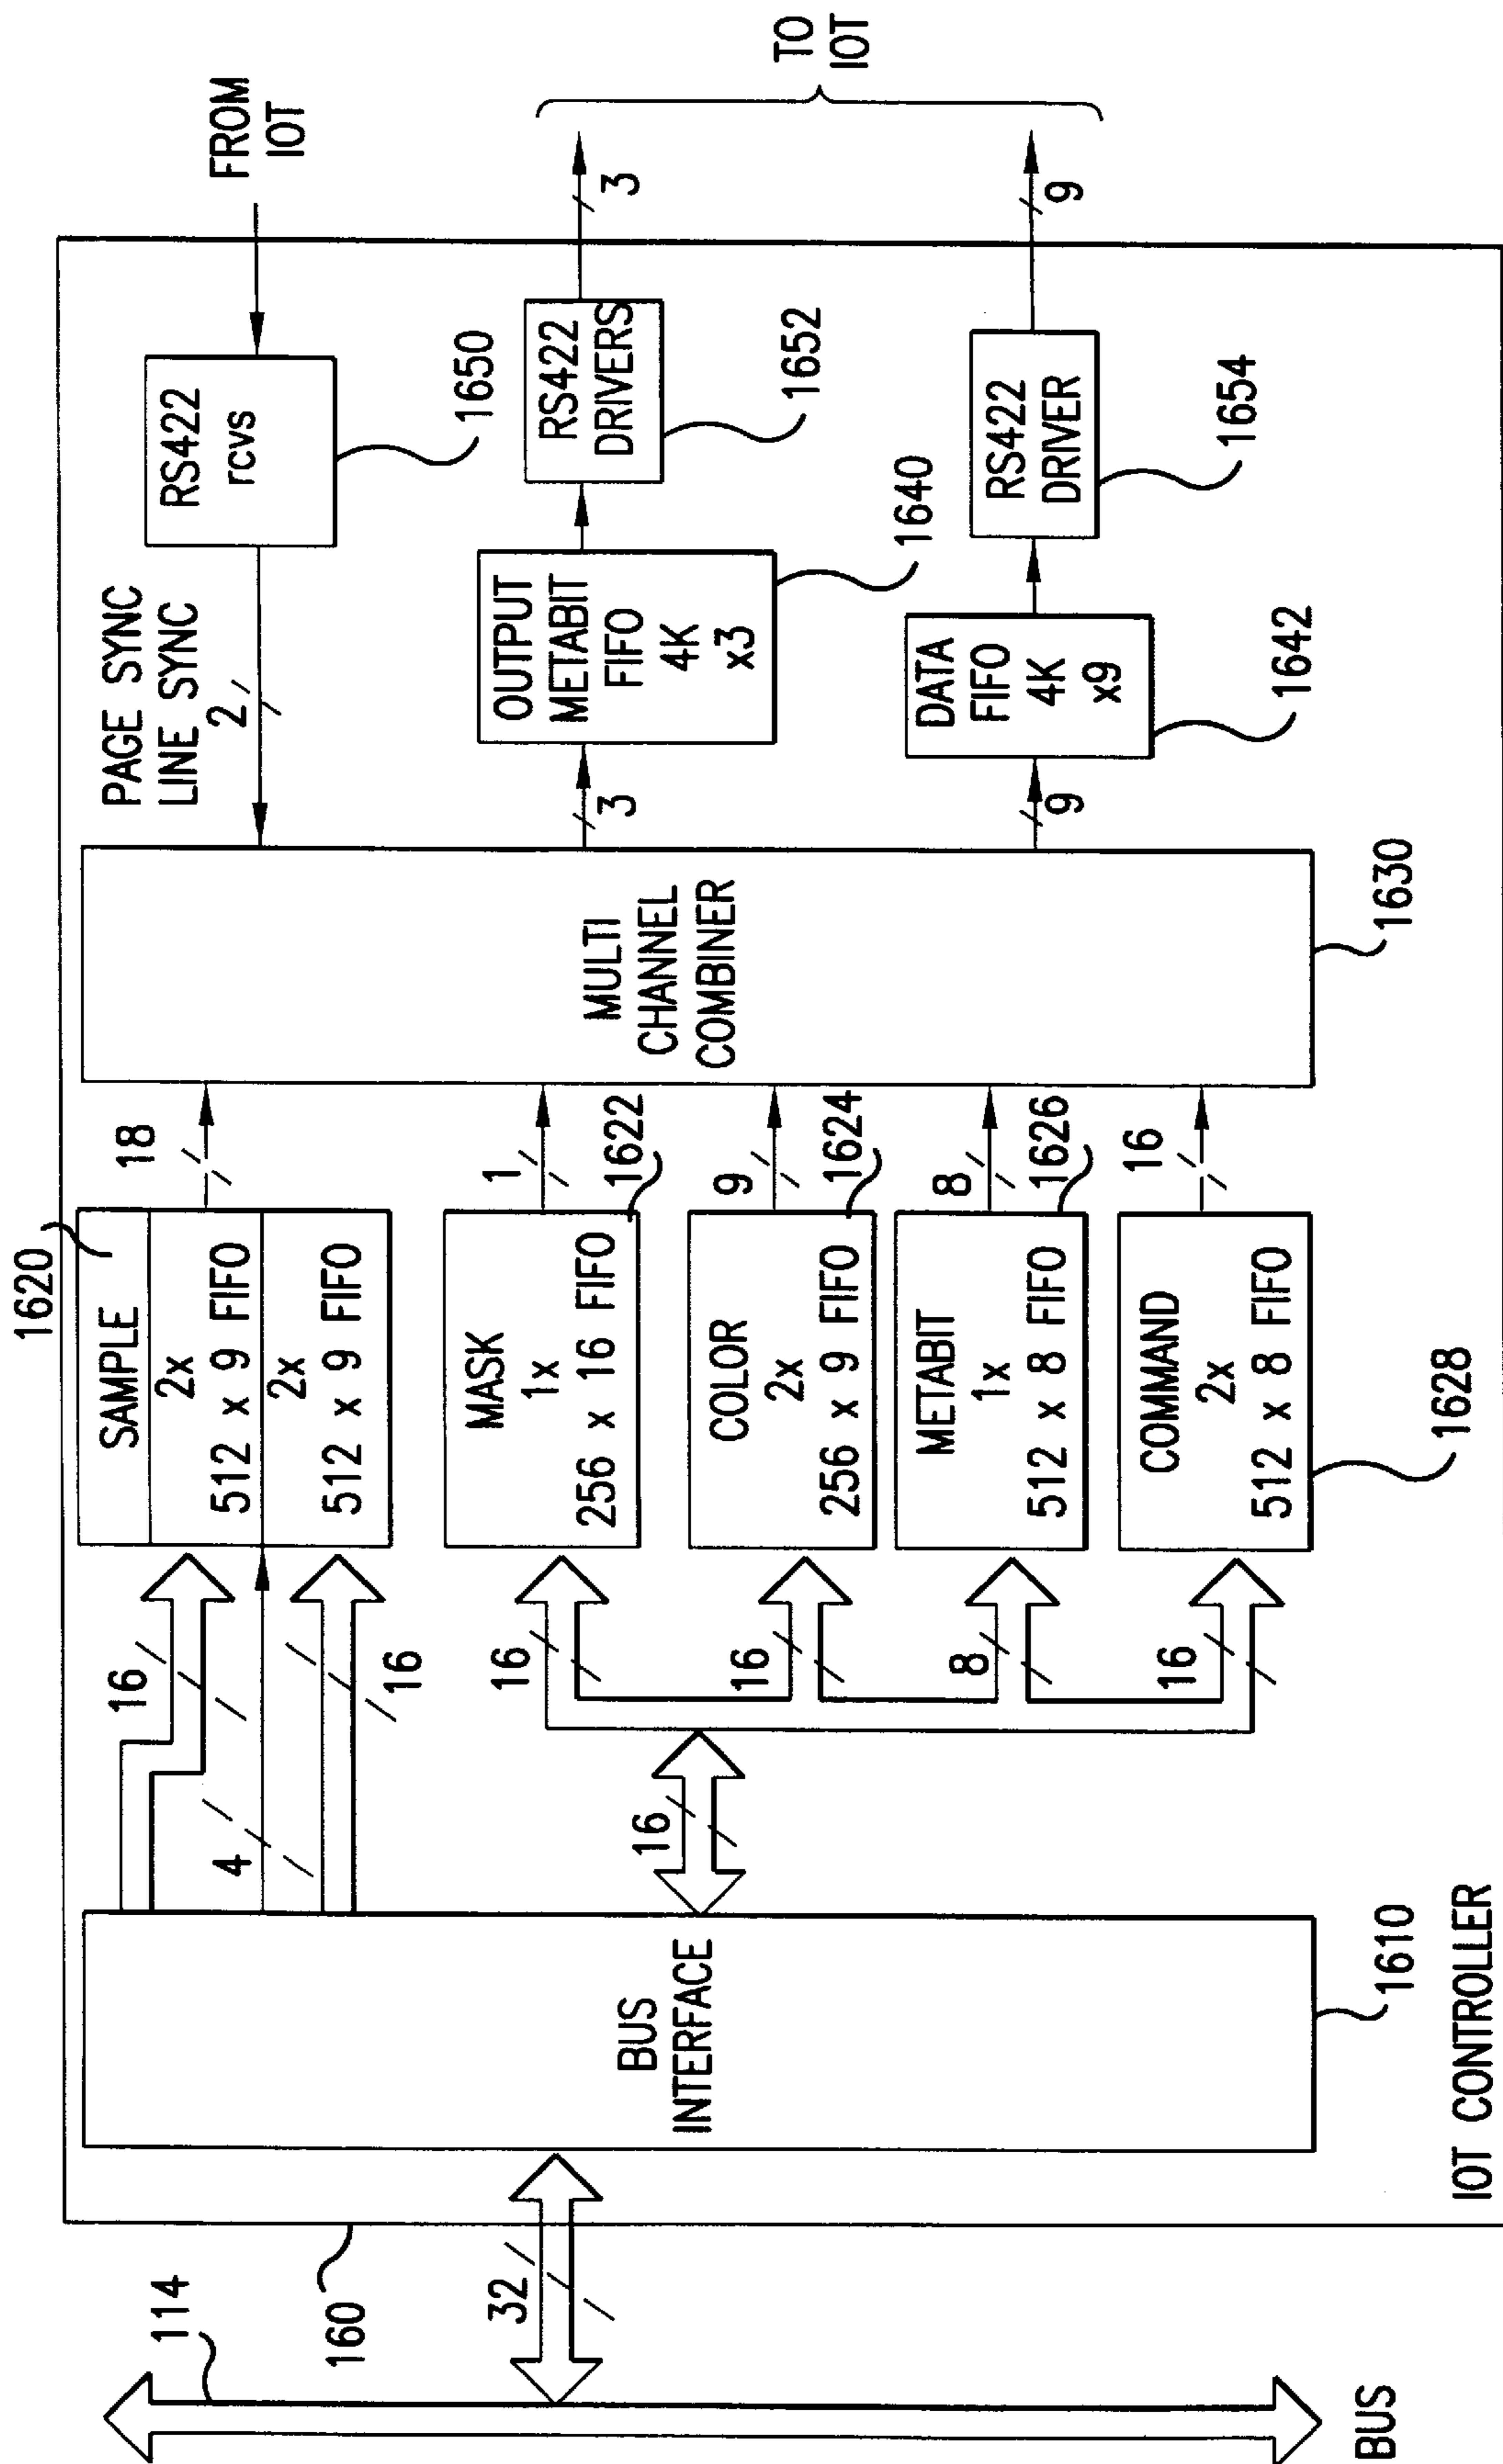 114
BUS
32
160
IOT CONTROLLER
BUS
INTERFACE
1610
16
4
16
16
16
16
8
16
1620
SAMPLE
2x
512 x 9 FIFO
2x
512 x 9 FIFO
18
MASK
1x
256 x 16 FIFO
1
1622
COLOR
2x
256 x 9 FIFO
9
1624
METABIT
1x
512 x 8 FIFO
8
1626
COMMAND
2x
512 x 8 FIFO
16
1628
MULTI
CHANNEL
COMBINER
1630
PAGE SYNC
LINE SYNC
2
RS422
rcvs
1650
FROM
IOT
3
OUTPUT
METABIT
FIFO
4K
x3
1640
RS422
DRIVERS
1652
3
9
DATA
FIFO
4K
x9
1642
RS422
DRIVER
1654
9
TO
IOT